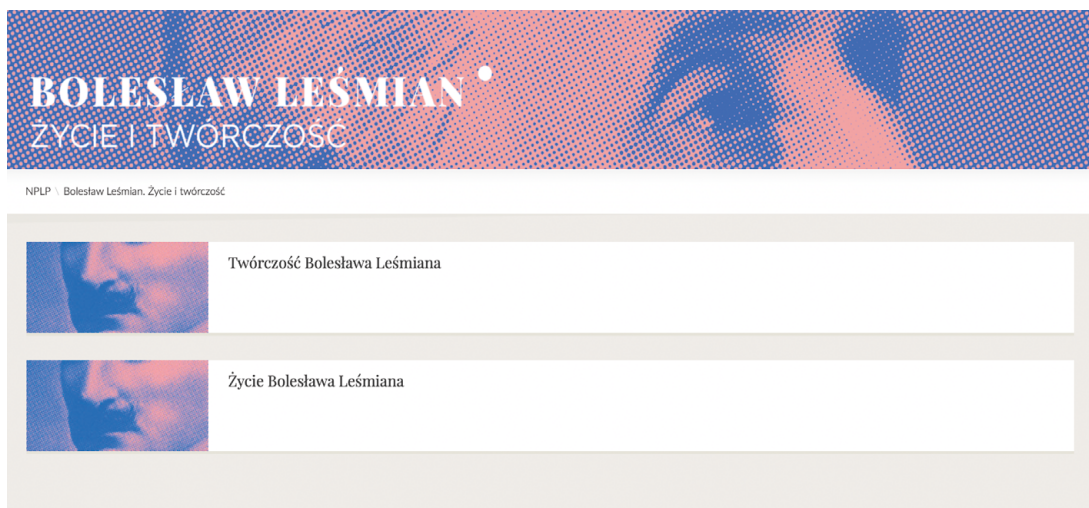 BOLESŁAW LEŚMIAN
ŻYCIE I TWÓRCZOŚĆ
NPLP \ Bolesław Leśmian. Życie i twórczość
Twórczość Bolesława Leśmiana
Życie Bolesława Leśmiana